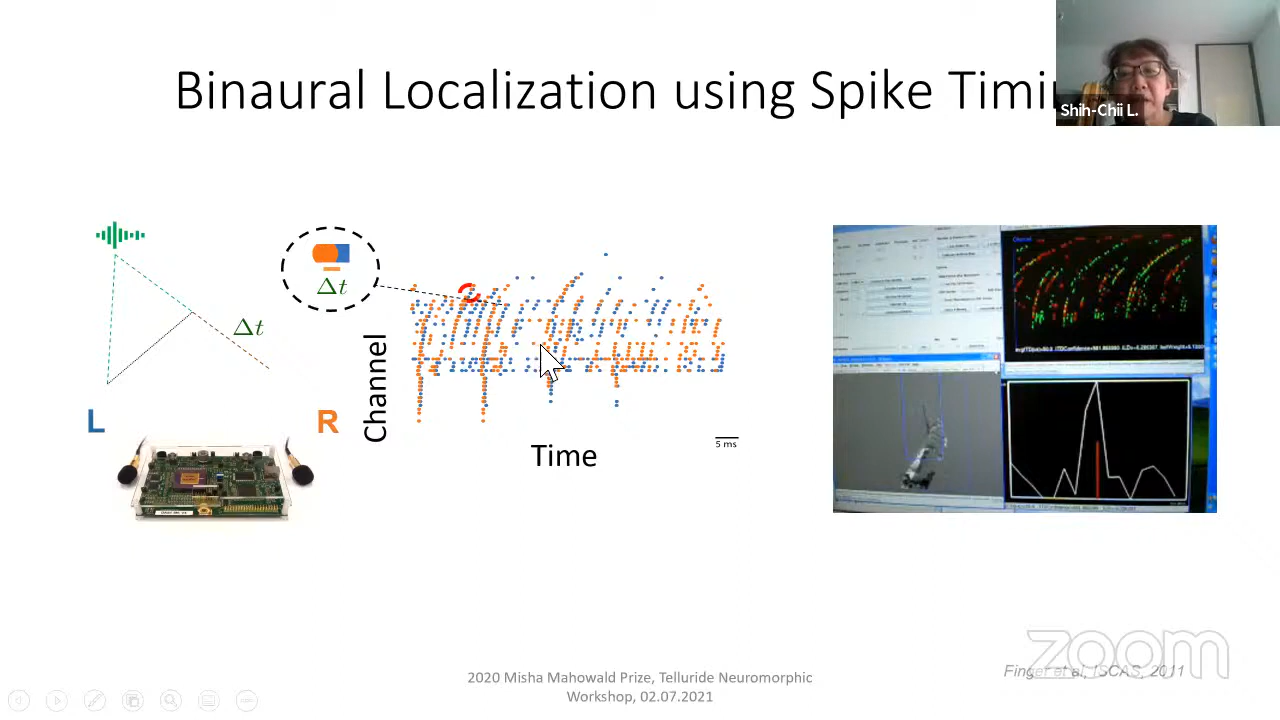 Binaural Localization using Spike Timi
Shih-Chii L.
Δt
Δt
L
R
Channel
Time
5 ms
zoom
Finger et al, ISCAS, 2011
2020 Misha Mahowald Prize, Telluride Neuromorphic
Workshop, 02.07.2021